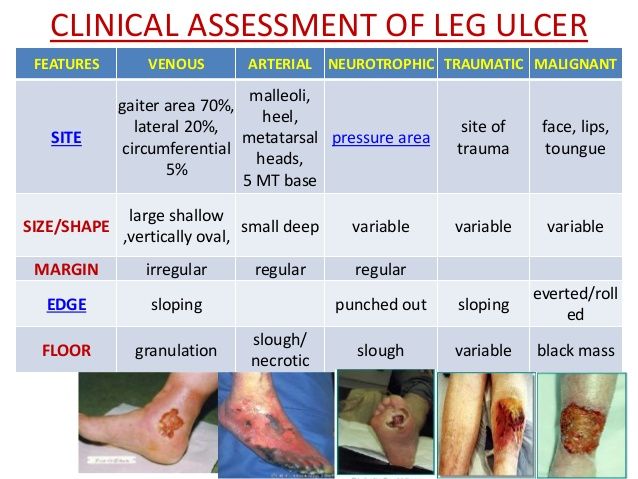 CLINICAL ASSESSMENT OF LEG ULCER
FEATURES VENOUS ARTERIAL NEUROTROPHIC TRAUMATIC MALIGNANT
SITE
gaiter area 70%,
lateral 20%,
circumferential
5%
malleoli,
heel,
metatarsal
heads,
5 MT base
pressure area
site of
trauma
face, lips,
toungue
SIZE/SHAPE
large shallow
,vertically oval,
small deep
variable
variable
variable
MARGIN irregular regular regular
EDGE
sloping
punched out
sloping
everted/roll
ed
FLOOR
granulation
slough/
necrotic
slough
variable
black mass